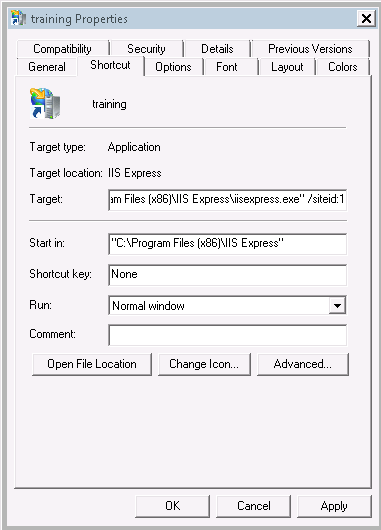 training Properties
Compatibility Security Details Previous Versions
General Shortcut Options Font Layout Colors
training
Target type: Application
Target location: IIS Express
Target: am Files (x86)\IIS Express\iisexpress.exe" /siteid:1
Start in: "C:\Program Files (x86)\IIS Express"
Shortcut key: None
Run: Normal window
Comment:
Open File Location Change Icon... Advanced...
OK Cancel Apply